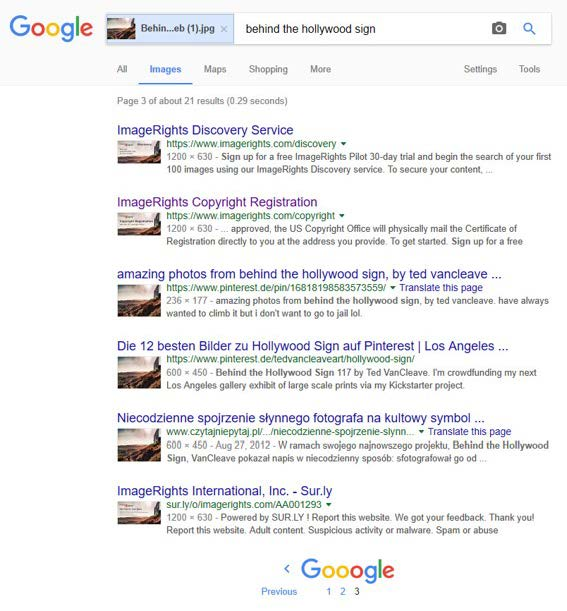 Google
Behin...eb (1).jpg × behind the hollywood sign
All Images Maps Shopping More Settings Tools
Page 3 of about 21 results (0.29 seconds)
ImageRights Discovery Service
https://www.imagerights.com/discovery
1200 × 630 - Sign up for a free ImageRights Pilot 30-day trial and begin the search of your first
100 images using our ImageRights Discovery service. To secure your content, ...
ImageRights Copyright Registration
https://www.imagerights.com/copyright
1200 × 630 - ... approved, the US Copyright Office will physically mail the Certificate of
Registration directly to you at the address you provide. To get started. Sign up for a free
amazing photos from behind the hollywood sign, by ted vancleave ...
https://www.pinterest.de/pin/16818198583573559/ Translate this page
236 × 177 - amazing photos from behind the hollywood sign, by ted vancleave. have always
wanted to climb it but i don't want to go to jail lol.
Die 12 besten Bilder zu Hollywood Sign auf Pinterest | Los Angeles ...
https://www.pinterest.de/tedvancleaveart/hollywood-sign/
600 × 450 - Behind the Hollywood Sign 117 by Ted VanCleave. I'm crowdfunding my next
Los Angeles gallery exhibit of large scale prints via my Kickstarter project.
Niecodzienne spojrzenie słynnego fotografa na kultowy symbol ...
www.czytajniepytaj.pl/.../niecodzienne-spojrzenie-slynn... Translate this page
600 × 450 - Aug 27, 2012 - W ramach swojego najnowszego projektu, Behind the Hollywood
Sign, VanCleave pokazał napis w niecodzienny sposób: sfotografował go od ...
ImageRights International, Inc. - Sur.ly
sur.ly/o/imagerights.com/AA001293
1200 × 630 - Powered by SUR.LY ! Report this website. We got your feedback. Thank you!
Report this website. Adult content. Suspicious activity or malware. Spam or abuse
< Gooogle
Previous 1 2 3